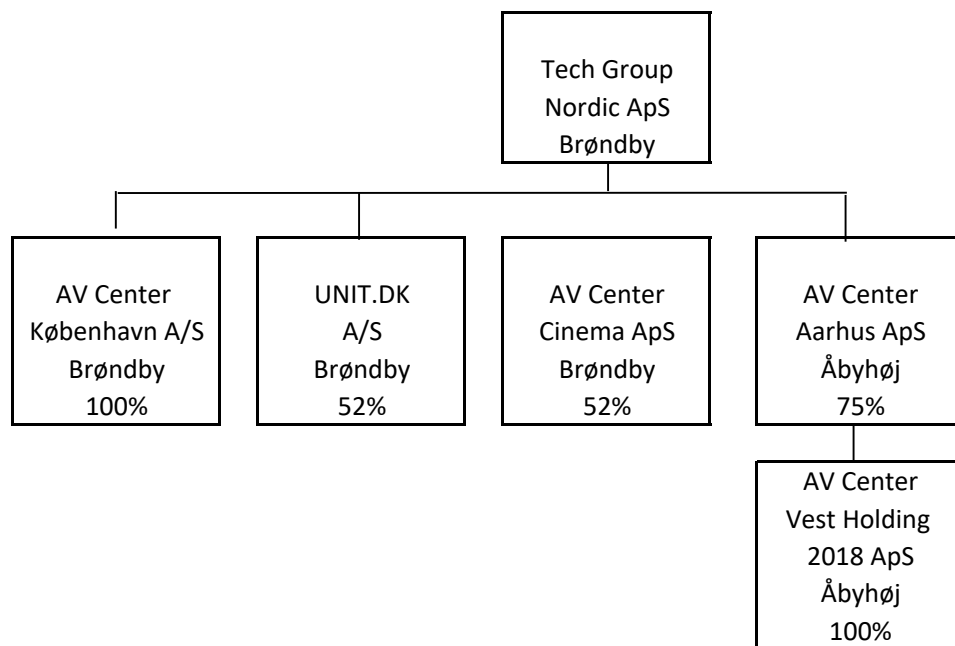 Tech Group
Nordic ApS
Brøndby
AV Center
København A/S
Brøndby
100%
UNIT.DK
A/S
Brøndby
52%
AV Center
Cinema ApS
Brøndby
52%
AV Center
Aarhus ApS
Åbyhøj
75%
AV Center
Vest Holding
2018 ApS
Åbyhøj
100%